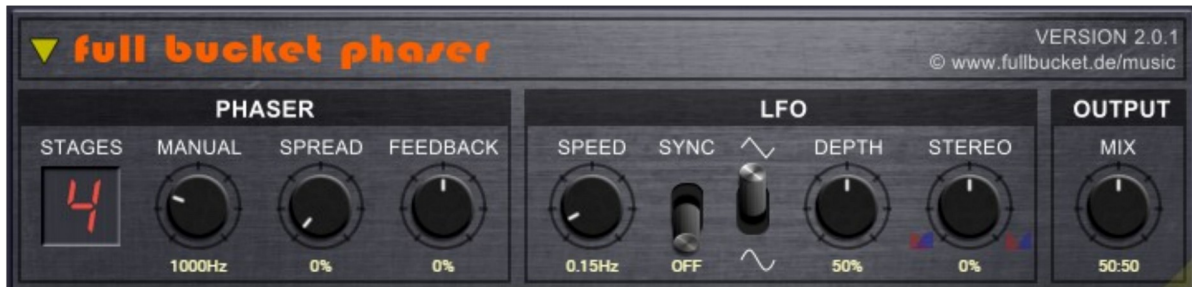 full bucket phaser
VERSION 2.0.1
© www.fullbucket.de/music
PHASER
STAGES MANUAL SPREAD FEEDBACK
4
1000Hz 0% 0%
LFO
SPEED SYNC DEPTH STEREO
0.15Hz OFF 50% 0%
OUTPUT
MIX
50:50